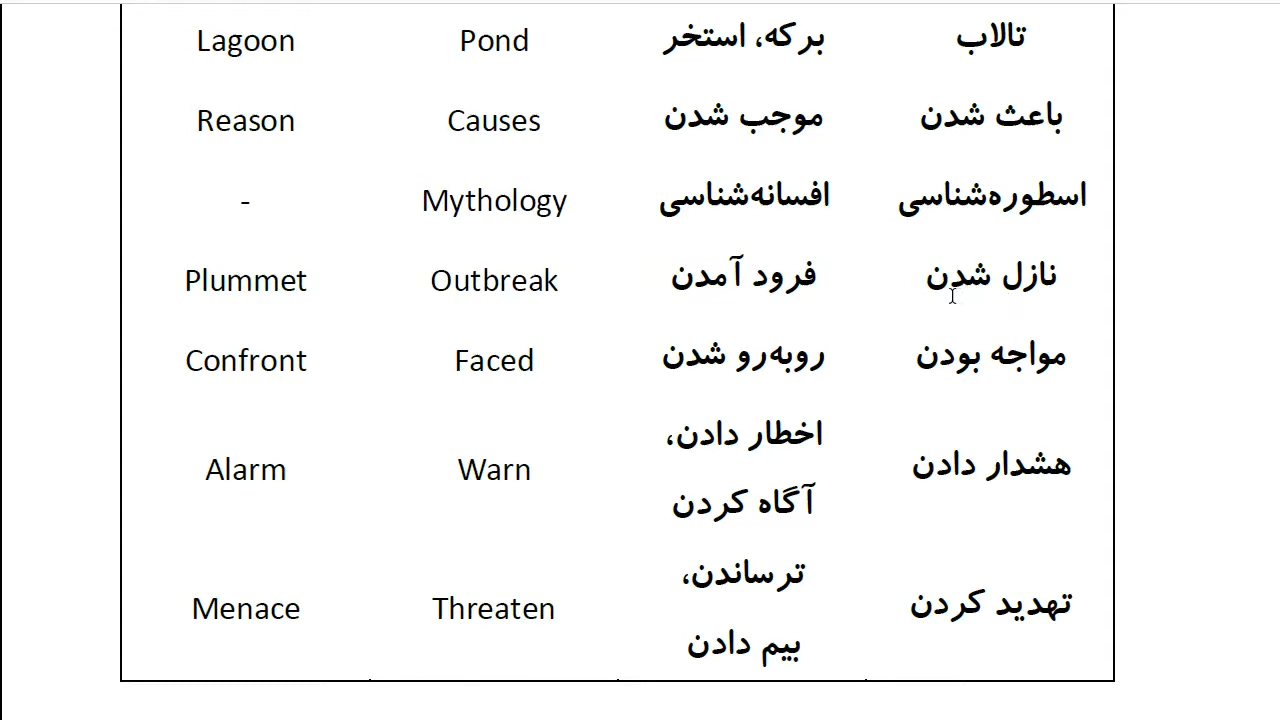 Lagoon Pond برکه، استخر تالاب
Reason Causes موجب شدن باعث شدن
- Mythology افسانه‌شناسی اسطوره‌شناسی
Plummet Outbreak فرود آمدن نازل شدن
Confront Faced روبه‌رو شدن مواجه بودن
Alarm Warn اخطار دادن، هشدار دادن
آگاه کردن
Menace Threaten ترساندن، تهدید کردن
بیم دادن